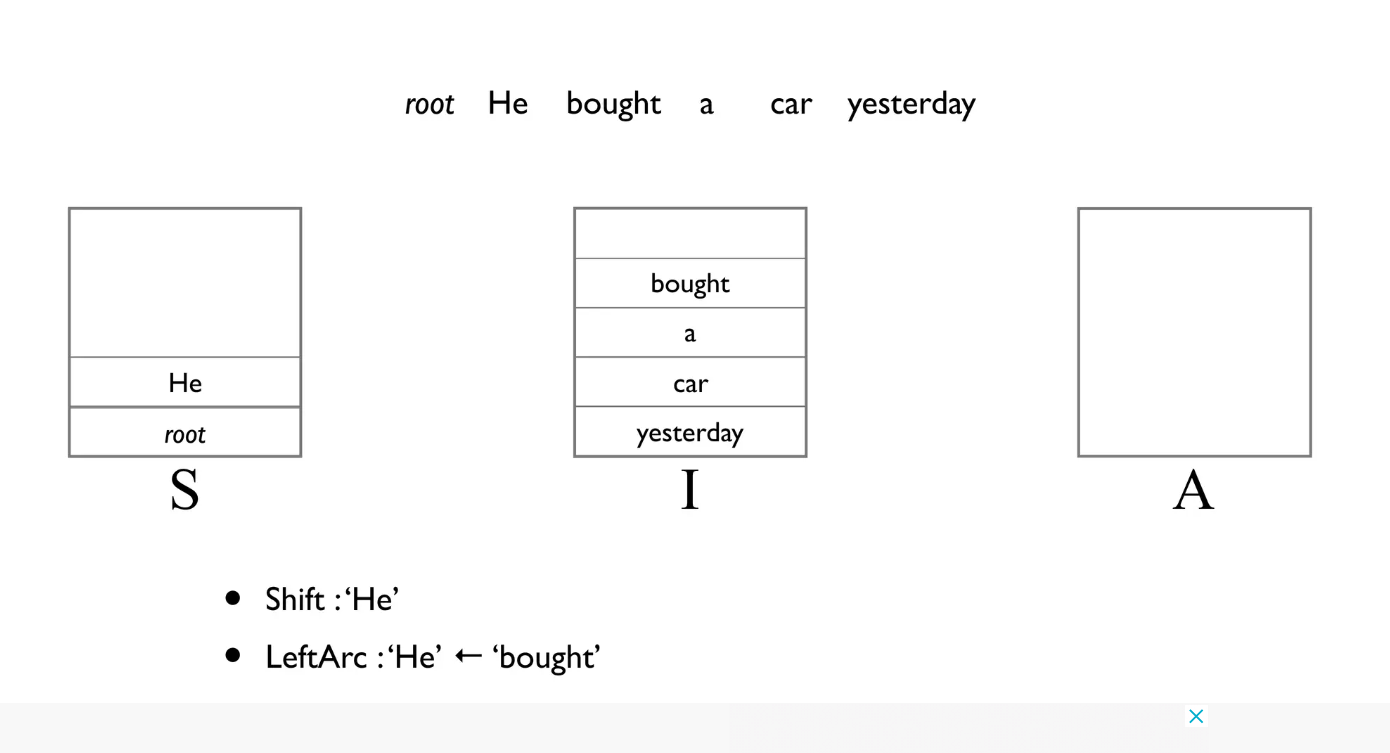 root He bought a car yesterday
bought
a
He
car
root
yesterday
S
I
A
• Shift : ‘He’
• LeftArc : ‘He’ ← ‘bought’